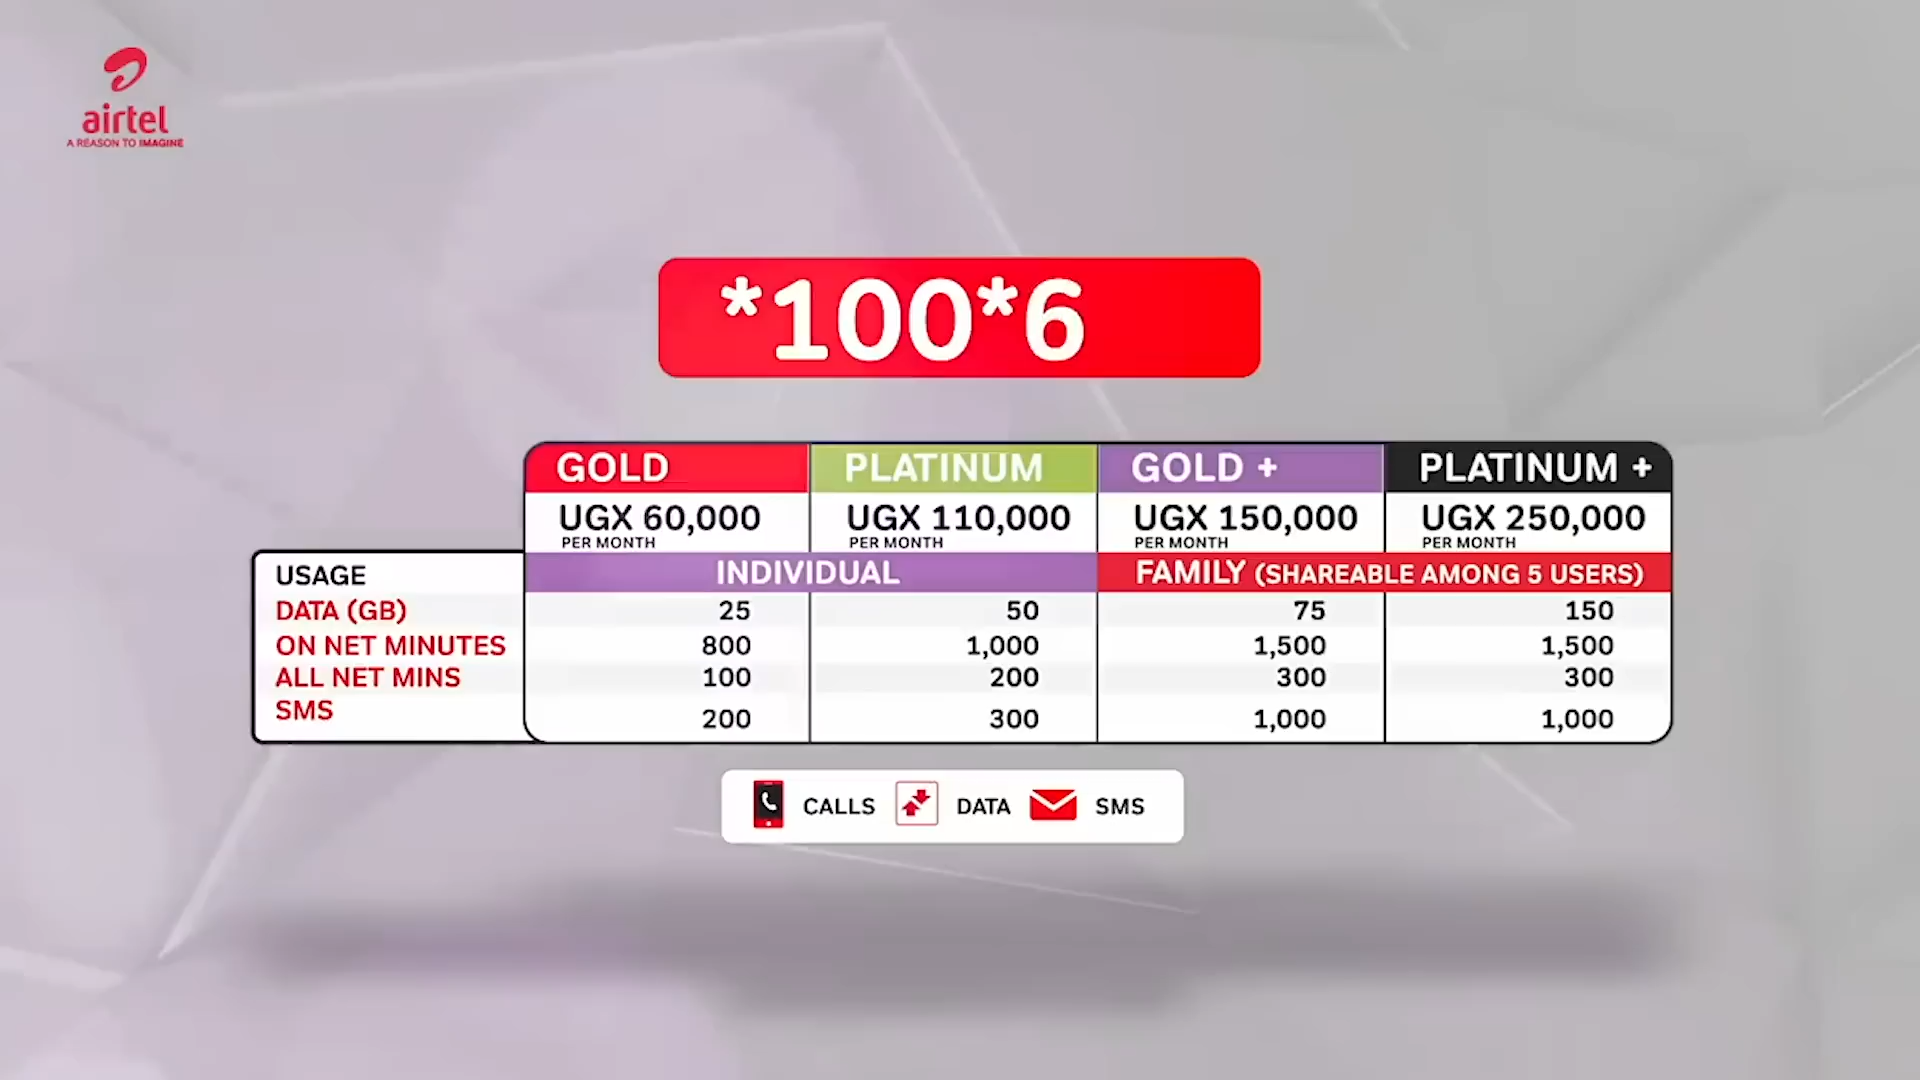 airtel
A REASON TO IMAGINE
*100*6
GOLD PLATINUM GOLD + PLATINUM +
UGX 60,000 UGX 110,000 UGX 150,000 UGX 250,000
PER MONTH PER MONTH PER MONTH PER MONTH
USAGE INDIVIDUAL FAMILY (SHAREABLE AMONG 5 USERS)
DATA (GB) 25 50 75 150
ON NET MINUTES 800 1,000 1,500 1,500
ALL NET MINS 100 200 300 300
SMS 200 300 1,000 1,000
CALLS DATA SMS